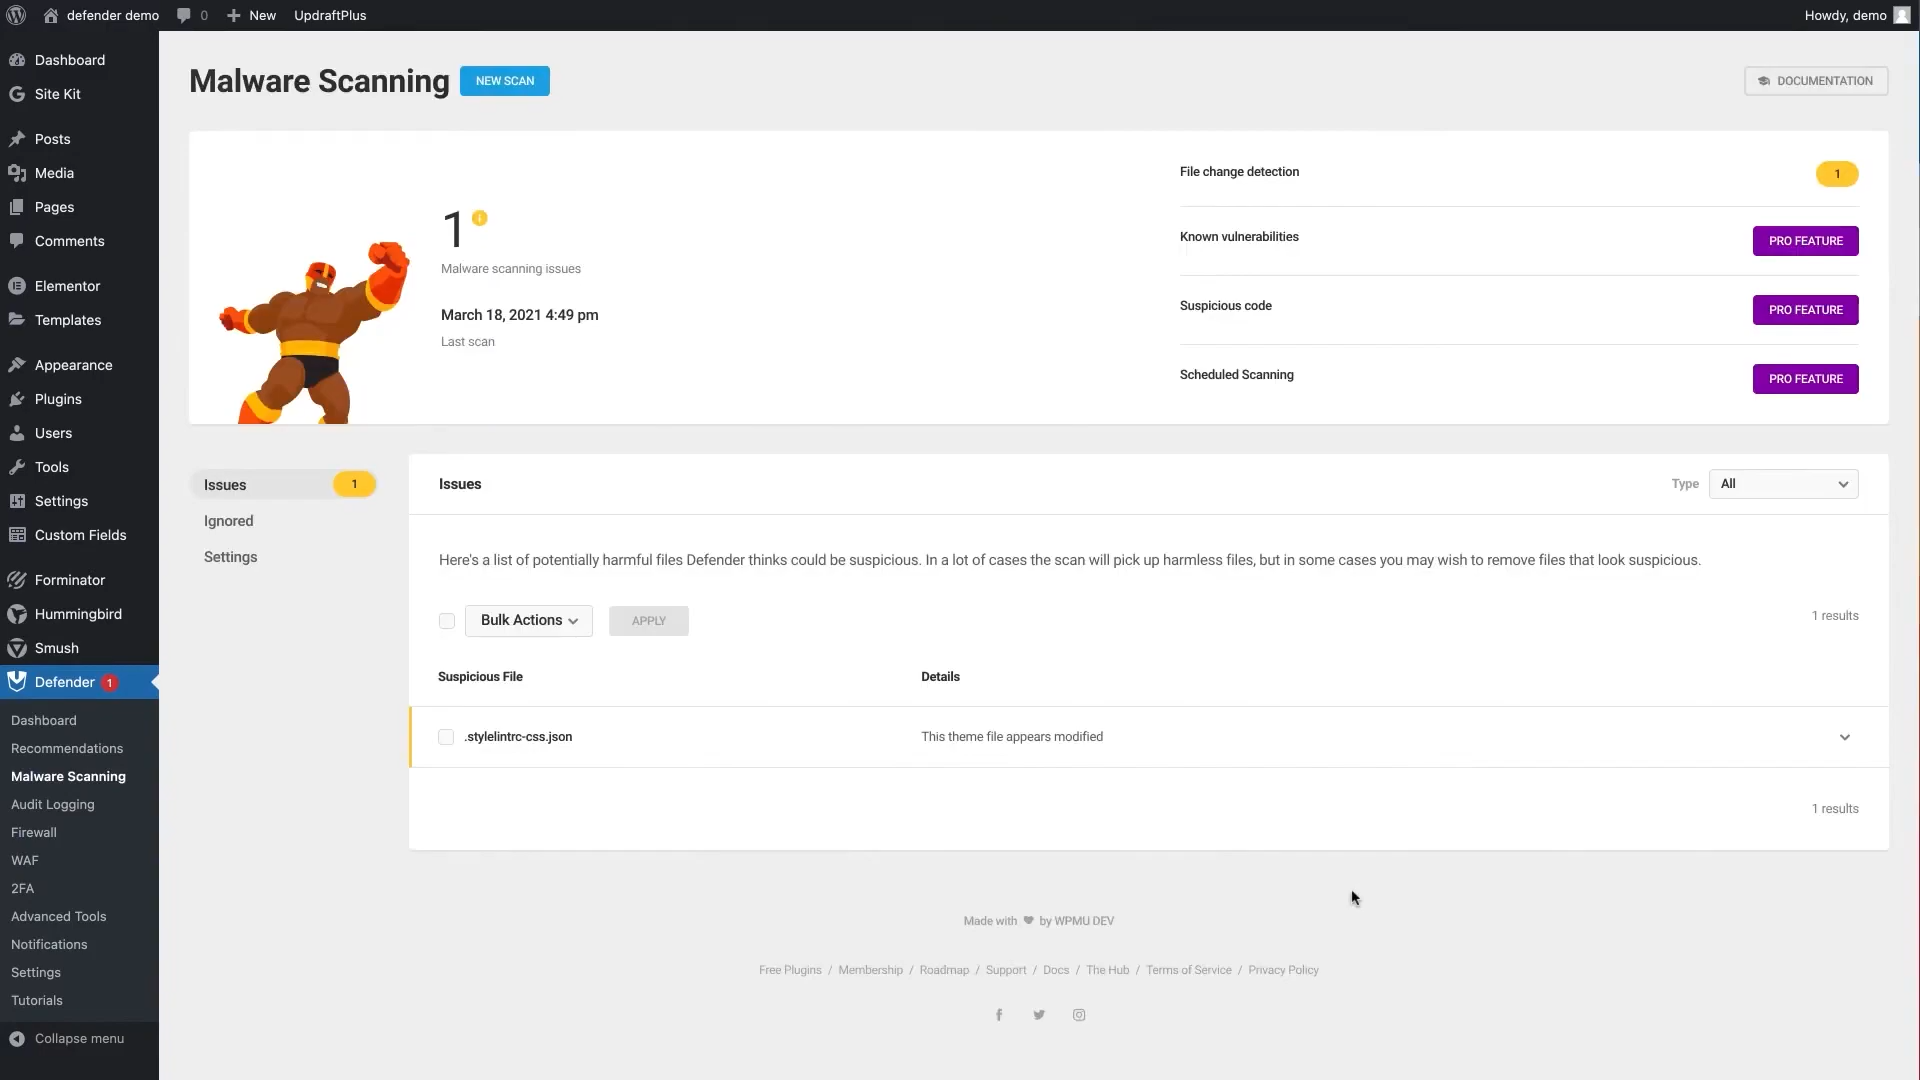 defender demo
0
New
UpdraftPlus
Howdy, demo
Dashboard
Site Kit
Posts
Media
Pages
Comments
Elementor
Templates
Appearance
Plugins
Users
Tools
Settings
Custom Fields
Forminator
Hummingbird
Smush
Defender 1
Dashboard
Recommendations
Malware Scanning
Audit Logging
Firewall
WAF
2FA
Advanced Tools
Notifications
Settings
Tutorials
Collapse menu
Malware Scanning
NEW SCAN
DOCUMENTATION
1
Malware scanning issues
March 18, 2021 4:49 pm
Last scan
File change detection
1
Known vulnerabilities
PRO FEATURE
Suspicious code
PRO FEATURE
Scheduled Scanning
PRO FEATURE
Issues
1
Ignored
Settings
Issues
Type
All
Here's a list of potentially harmful files Defender thinks could be suspicious. In a lot of cases the scan will pick up harmless files, but in some cases you may wish to remove files that look suspicious.
Bulk Actions
APPLY
1 results
Suspicious File
Details
.stylelintrc-css.json
This theme file appears modified
1 results
Made with ♥ by WPMU DEV
Free Plugins / Membership / Roadmap / Support / Docs / The Hub / Terms of Service / Privacy Policy